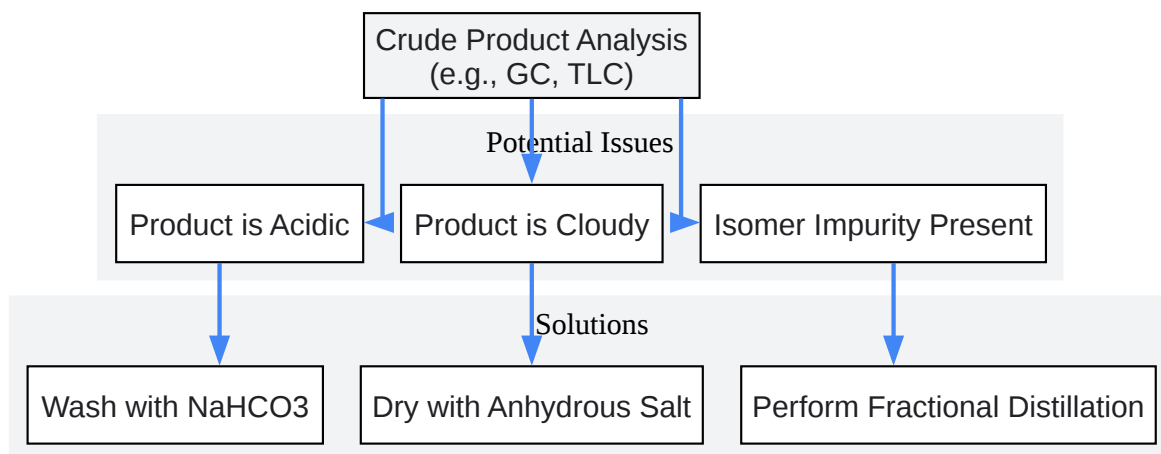 Crude Product Analysis
(e.g., GC, TLC)
Potential Issues
Product is Acidic
Product is Cloudy
Isomer Impurity Present
Solutions
Wash with NaHCO3
Dry with Anhydrous Salt
Perform Fractional Distillation